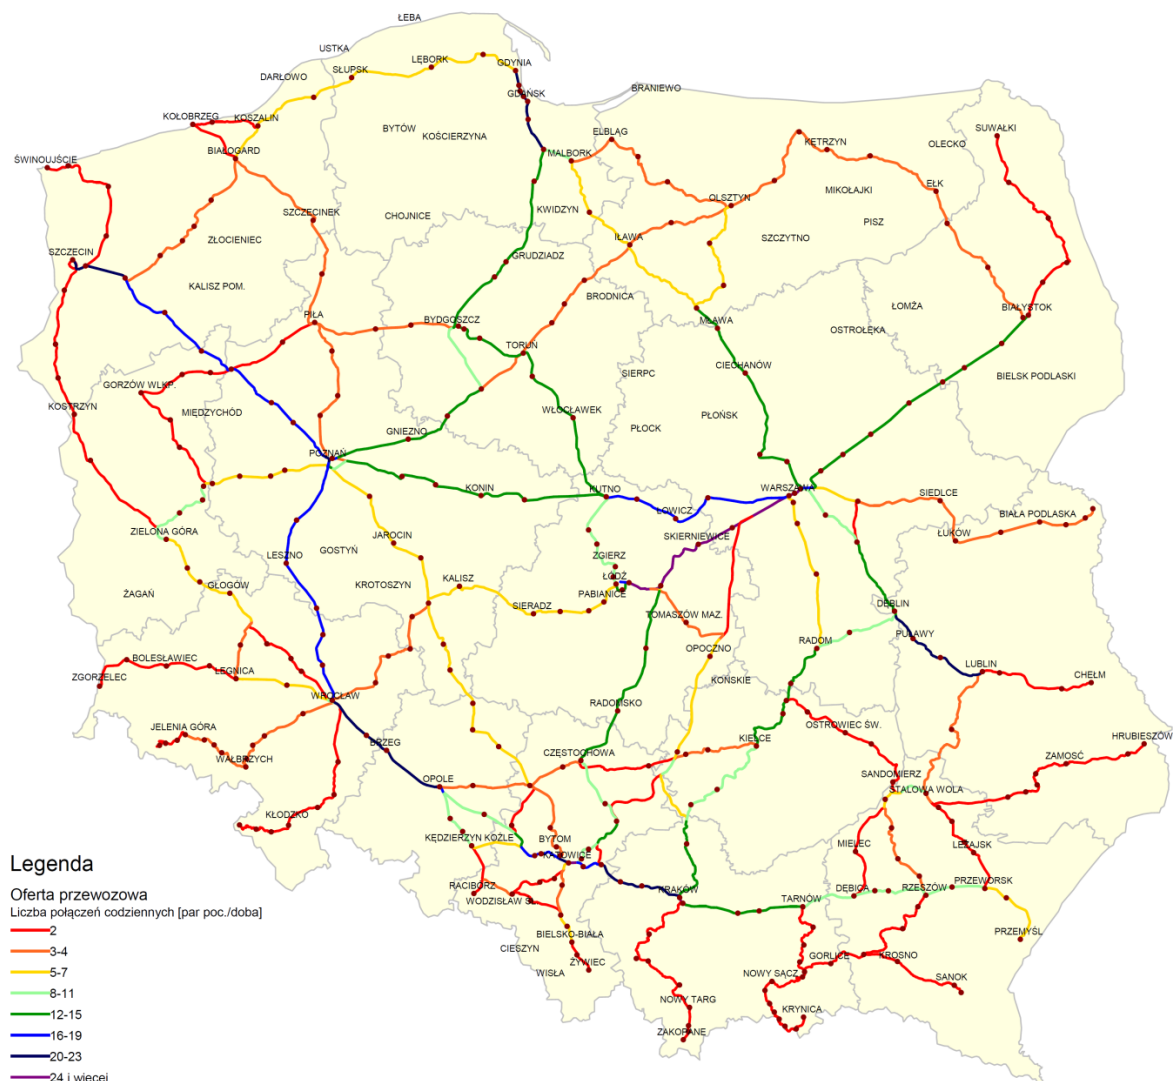 ŁEBA
USTKA
LĘBORK
GDYNIA
SŁUPSK
DARŁOWO
GDAŃSK
BRANIEWO
KOŁOBRZEG
KOSZALIN
BYTÓW
KOŚCIERZYNA
ELBLĄG
KĘTRZYN
SUWAŁKI
OLECKO
ŚWINOUJŚCIE
BIAŁOGARD
MALBORK
EŁK
MIKOŁAJKI
OLSZTYN
SZCZECINEK
CHOJNICE
KWIDZYN
PISZ
ZŁOCIENIEC
IŁAWA
SZCZYTNO
SZCZECIN
GRUDZIADZ
KALISZ POM.
BRODNICA
ŁOMŻA
BIAŁYSTOK
PIŁA
BYDGOSZCZ
MŁAWA
OSTROŁĘKA
TORUŃ
CIECHANÓW
SIERPC
BIELSK PODLASKI
GORZÓW WLKP.
KOSTRZYN
MIĘDZYCHÓD
WŁOCŁAWEK
PŁOŃSK
PŁOCK
GNIEZNO
POZNAŃ
KONIN
KUTNO
WARSZAWA
SIEDLCE
ŁOWICZ
BIAŁA PODLASKA
ZIELONA GÓRA
ŁUKÓW
JAROCIN
SKIERNIEWICE
LESZNO
GOSTYŃ
ZGIERZ
KALISZ
ŁÓDŹ
GŁOGÓW
KROTOSZYN
PABIANICE
ŻAGAŃ
SIERADZ
TOMASZÓW MAZ.
DĘBLIN
PUŁAWY
RADOM
OPOCZNO
BOLESŁAWIEC
LUBLIN
LEGNICA
ZGORZELEC
KOŃSKIE
CHEŁM
WROCŁAW
RADOMSKO
OSTROWIEC ŚW.
JELENIA GÓRA
KIELCE
HRUBIESZÓW
BRZEG
CZĘSTOCHOWA
WAŁBRZYCH
ZAMOŚĆ
OPOLE
SANDOMIERZ
STALOWA WOLA
KŁODZKO
KĘDZIERZYN KOŹLE
BYTOM
MIELEC
LEŻAJSK
KATOWICE
RACIBÓRZ
DĘBICA
RZESZÓW
PRZEWORSK
WODZISŁAW ŚL.
KRAKÓW
TARNÓW
BIELSKO-BIAŁA
PRZEMYŚL
CIESZYN
ŻYWIEC
GORLICE
KROSNO
WISŁA
NOWY SĄCZ
SANOK
NOWY TARG
KRYNICA
ZAKOPANE
Legenda
Oferta przewozowa
Liczba połączeń codziennych [par poc./doba]
2
3-4
5-7
8-11
12-15
16-19
20-23
24 i więcej